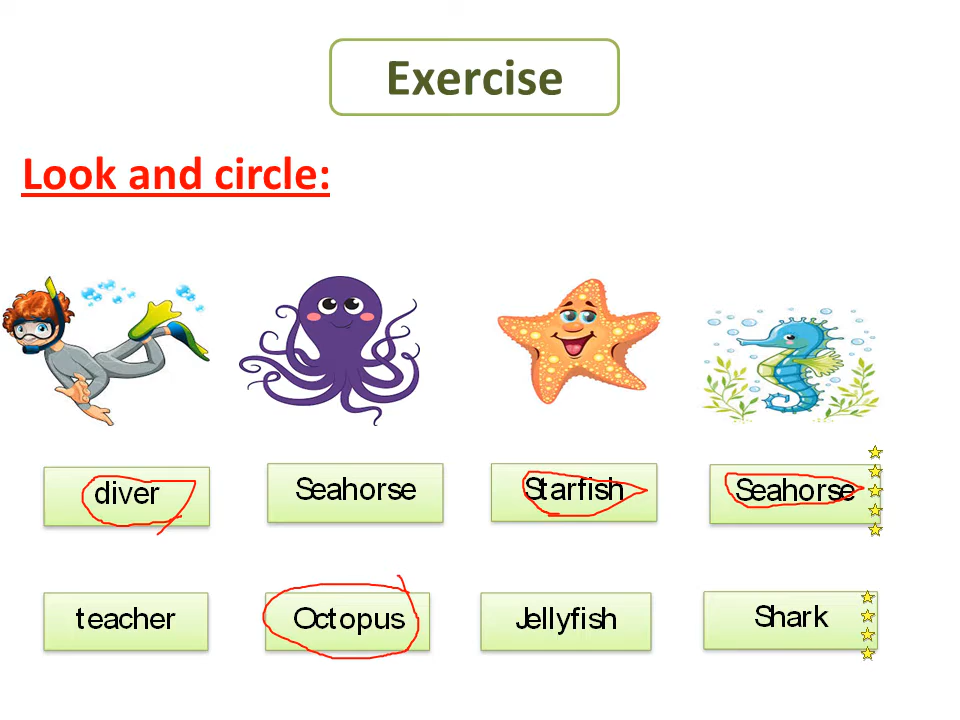 Exercise
Look and circle:
diver Seahorse Starfish Seahorse
teacher Octopus Jellyfish Shark